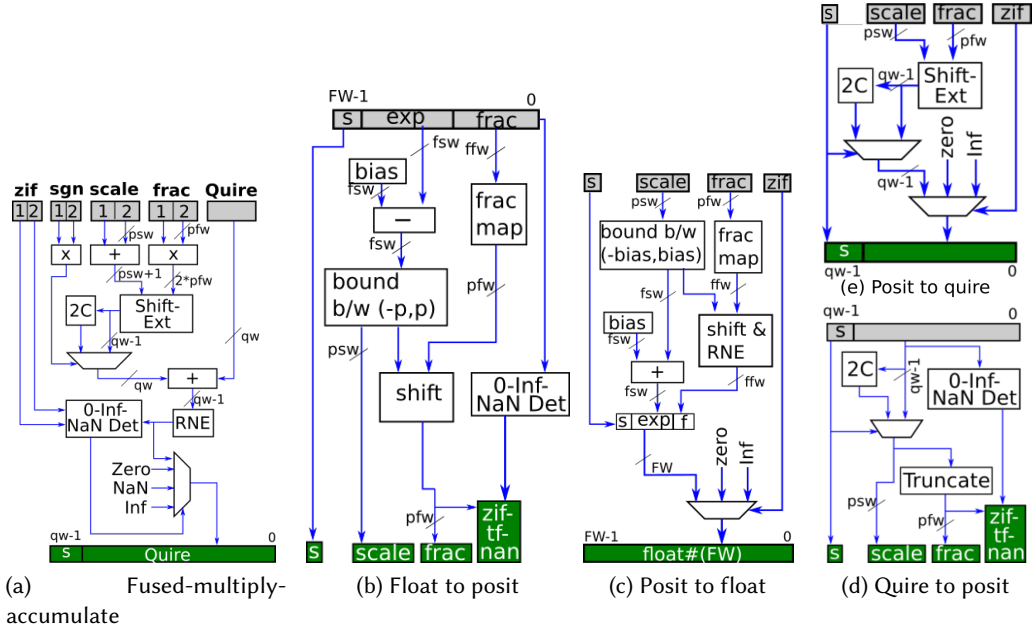 zif sgn scale frac Quire
1 2 1 2 1 2 1 2
psw pfw
x + x
psw+1 2*pfw
2C Shift-
Ext
qw-1 qw
qw +
qw-1
0-Inf-
NaN Det RNE
Zero
NaN
Inf
qw-1 0
s Quire
(a) Fused-multiply-
accumulate
FW-1 0
s exp frac
fsw ffw
bias
fsw
frac
map
−
fsw
bound
b/w (-p,p)
pfw
psw
shift
0-Inf-
NaN Det
pfw
zif-
tf-
nan
s scale frac
(b) Float to posit
s scale frac zif
psw pfw
bound b/w
(-bias,bias)
frac
map
fsw ffw
bias
fsw
shift &
RNE
+
fsw ffw
s exp f
FW
zero
Inf
FW-1 0
float#(FW)
(c) Posit to float
s scale frac zif
psw pfw
2C qw-1 Shift-
Ext
zero
Inf
qw-1
s
qw-1 0
(e) Posit to quire
qw-1 0
s
2C qw-1
0-Inf-
NaN Det
Truncate
psw
pfw
zif-
tf-
nan
s scale frac
(d) Quire to posit